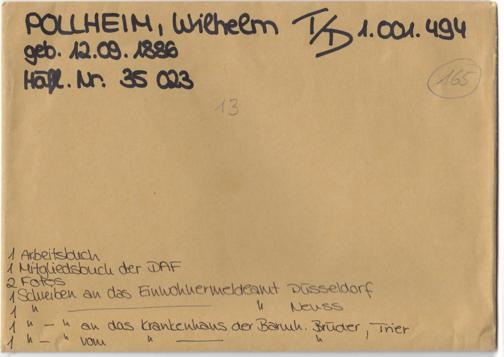 POLLHEIM, Wilhelm T/D 1.001.494
geb. 12.09.1886
Häfl. Nr. 35 023
165
13
1 Arbeitsbuch
1 Mitgliedsbuch der DAF
2 Fotos
1 Schreiben an das Einwohnermeldeamt Düsseldorf
1 " — " Neuss
1 " — " an das Krankenhaus der Barmh. Brüder, Trier
1 " — " vom " — "